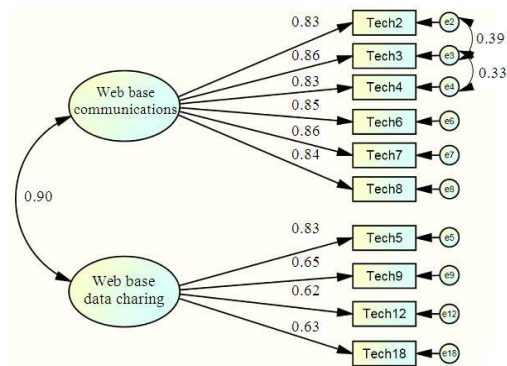 0.83
Tech2
e2
0.39
0.86
Tech3
e3
0.33
0.83
Tech4
e4
Web base
communications
0.85
Tech6
e6
0.86
Tech7
e7
0.84
Tech8
e8
0.90
0.83
Tech5
e5
0.65
Tech9
e9
Web base
data charing
0.62
Tech12
e12
0.63
Tech18
e18